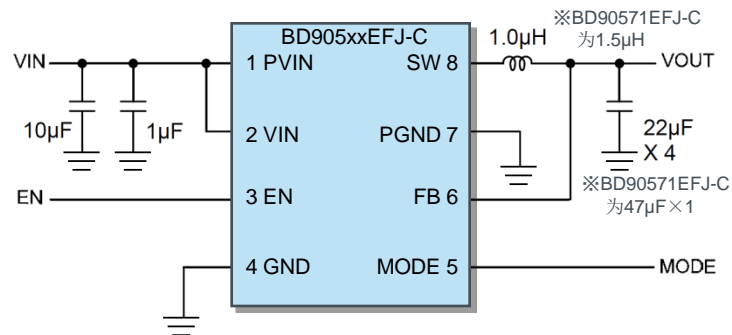 BD905xxEFJ-C
1.0μH
※BD90571EFJ-C
为1.5μH
VIN
1 PVIN
SW 8
VOUT
10μF
1μF
2 VIN
PGND 7
22μF
X 4
※BD90571EFJ-C
为47μF×1
EN
3 EN
FB 6
4 GND
MODE 5
MODE